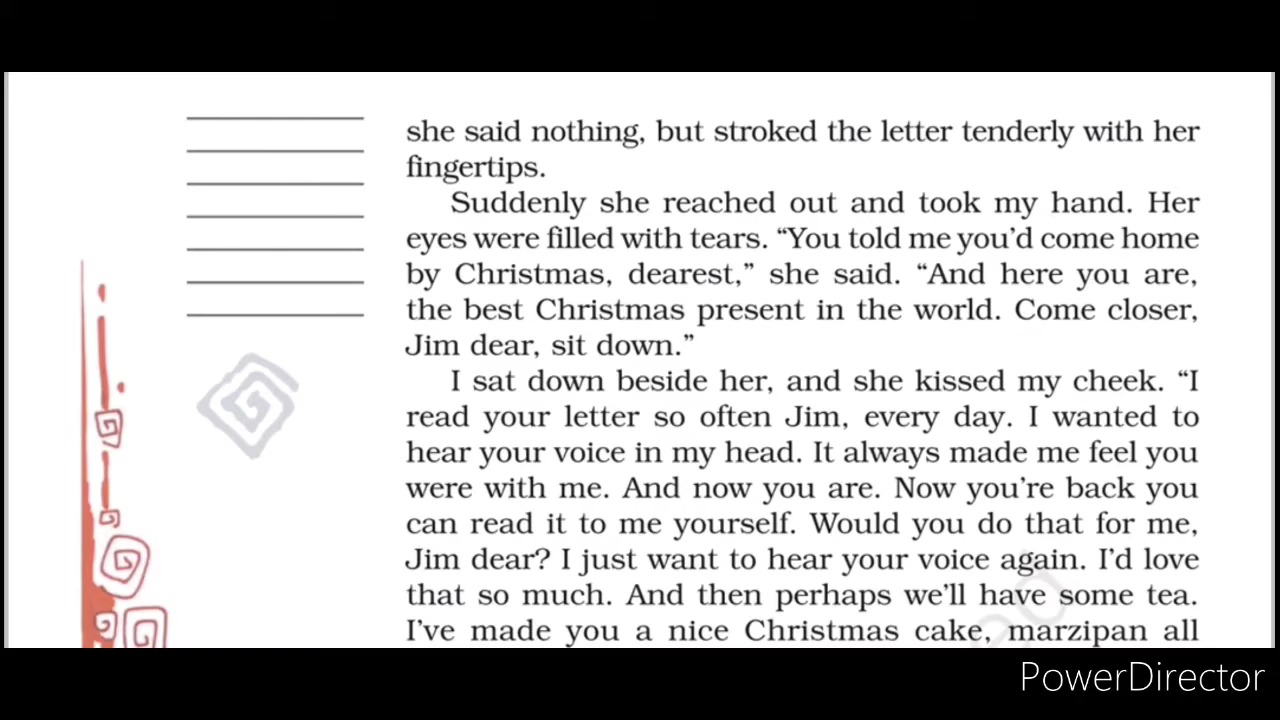 she said nothing, but stroked the letter tenderly with her
fingertips.
Suddenly she reached out and took my hand. Her
eyes were filled with tears. “You told me you’d come home
by Christmas, dearest,” she said. “And here you are,
the best Christmas present in the world. Come closer,
Jim dear, sit down.”
I sat down beside her, and she kissed my cheek. “I
read your letter so often Jim, every day. I wanted to
hear your voice in my head. It always made me feel you
were with me. And now you are. Now you’re back you
can read it to me yourself. Would you do that for me,
Jim dear? I just want to hear your voice again. I’d love
that so much. And then perhaps we’ll have some tea.
I’ve made you a nice Christmas cake, marzipan all
PowerDirector